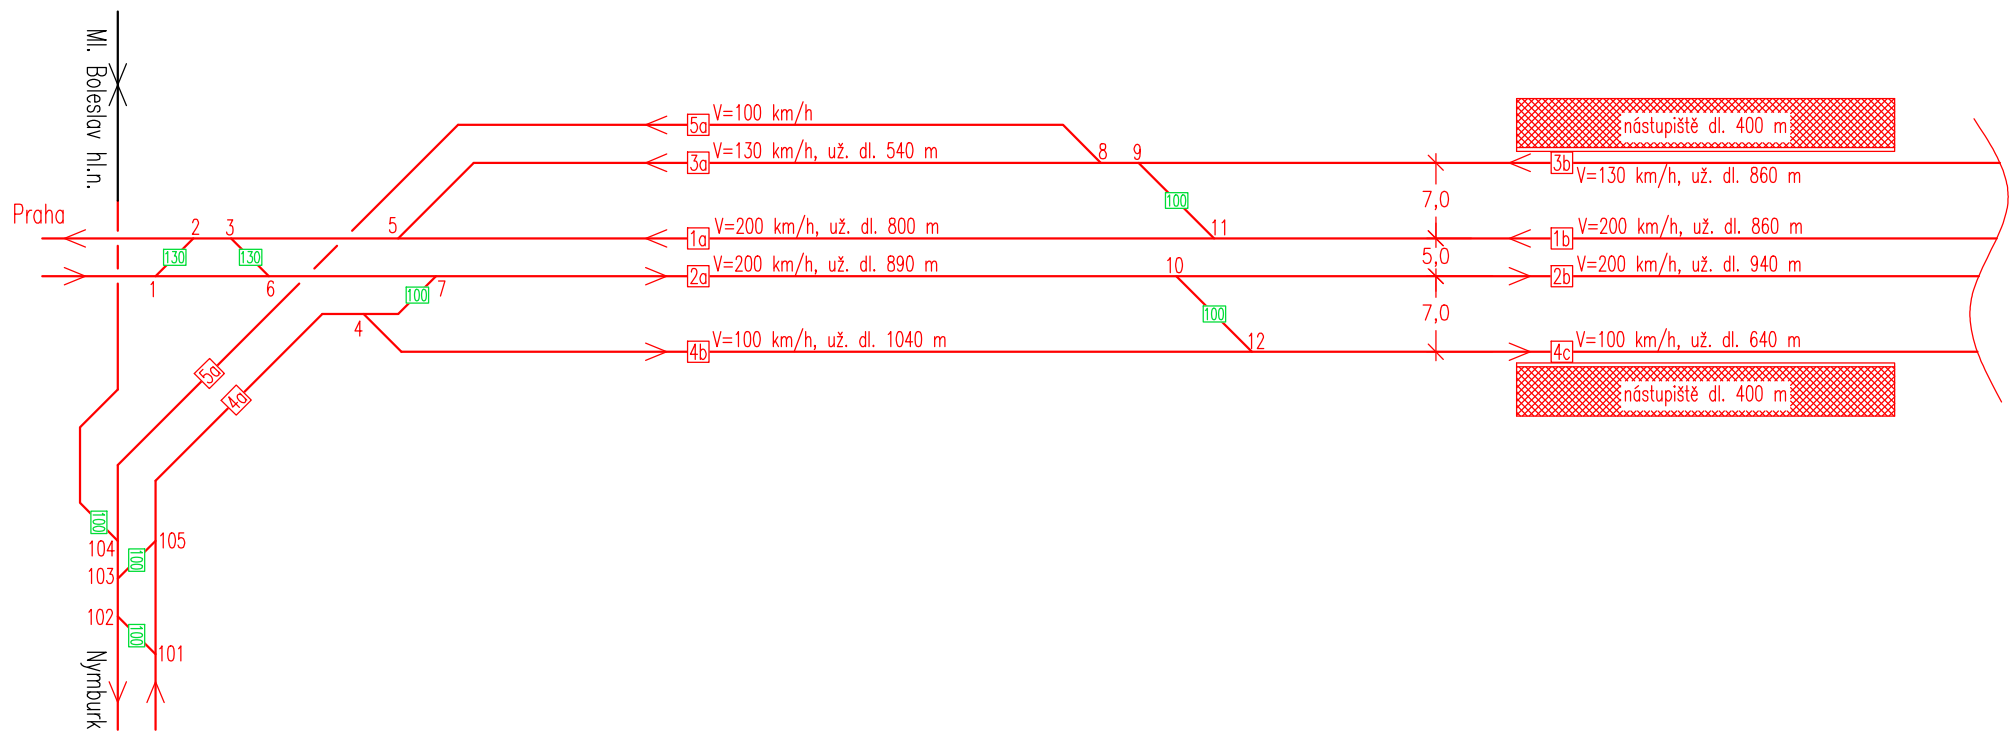 Ml. Boleslav hl.n.
Praha
Nymburk
5a
V=100 km/h
3a
V=130 km/h, už. dl. 540 m
8
9
nástupiště dl. 400 m
3b
V=130 km/h, už. dl. 860 m
100
7,0
2
3
5
1a
V=200 km/h, už. dl. 800 m
11
1b
V=200 km/h, už. dl. 860 m
130
130
5,0
1
6
7
2a
V=200 km/h, už. dl. 890 m
10
2b
V=200 km/h, už. dl. 940 m
100
100
7,0
4
4b
V=100 km/h, už. dl. 1040 m
12
4c
V=100 km/h, už. dl. 640 m
nástupiště dl. 400 m
5a
4a
100
104
105
100
103
102
100
101